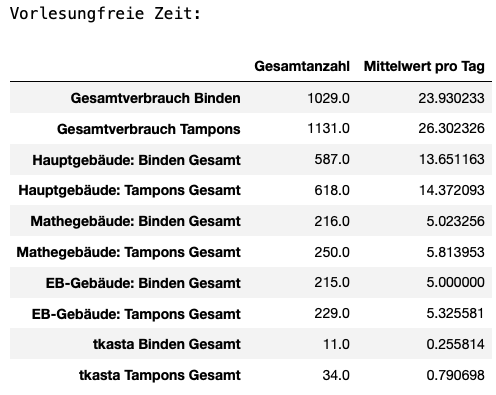 Vorlesungfreie Zeit:
Gesamtanzahl Mittelwert pro Tag
Gesamtverbrauch Binden 1029.0 23.930233
Gesamtverbrauch Tampons 1131.0 26.302326
Hauptgebäude: Binden Gesamt 587.0 13.651163
Hauptgebäude: Tampons Gesamt 618.0 14.372093
Mathegebäude: Binden Gesamt 216.0 5.023256
Mathegebäude: Tampons Gesamt 250.0 5.813953
EB-Gebäude: Binden Gesamt 215.0 5.000000
EB-Gebäude: Tampons Gesamt 229.0 5.325581
tkasta Binden Gesamt 11.0 0.255814
tkasta Tampons Gesamt 34.0 0.790698